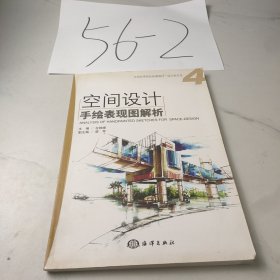 56-2
4
空间设计
手绘表现图解析
ANALYSIS OF HANDPAINTED SKETCHES FOR SPACE DESIGN
海洋出版社